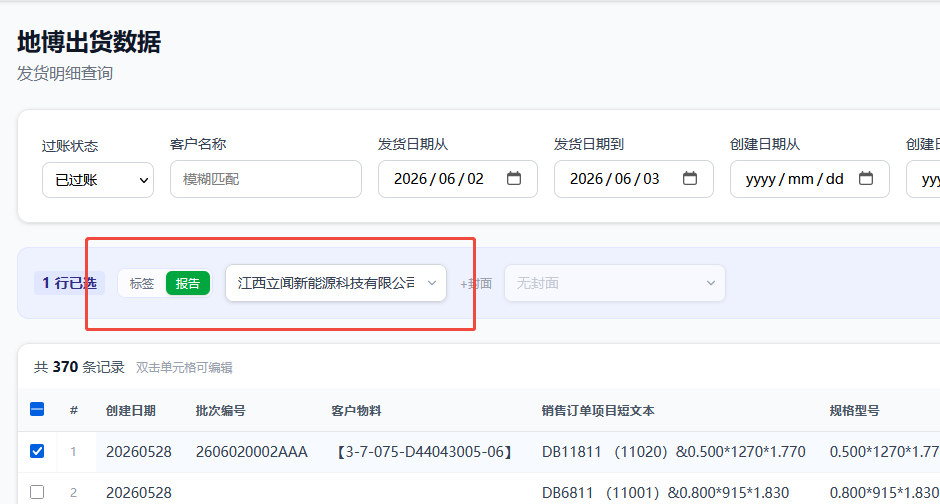 地博出货数据
发货明细查询
过账状态 客户名称 发货日期从 发货日期到 创建日期从 创建日
已过账 模糊匹配 2026/06/02 2026/06/03 yyyy/mm/dd yyy
1 行已选 标签 报告 江西立闻新能源科技有限公司 +封面 无封面
共 370 条记录 双击单元格可编辑
# 创建日期 批次编号 客户物料 销售订单项目短文本 规格型号
1 20260528 2606020002AAA 【3-7-075-D44043005-06】 DB11811 （11020）&0.500*1270*1.770 0.500*1270*1.77
2 20260528 DB6811 （11001）&0.800*915*1.830 0.800*915*1.830